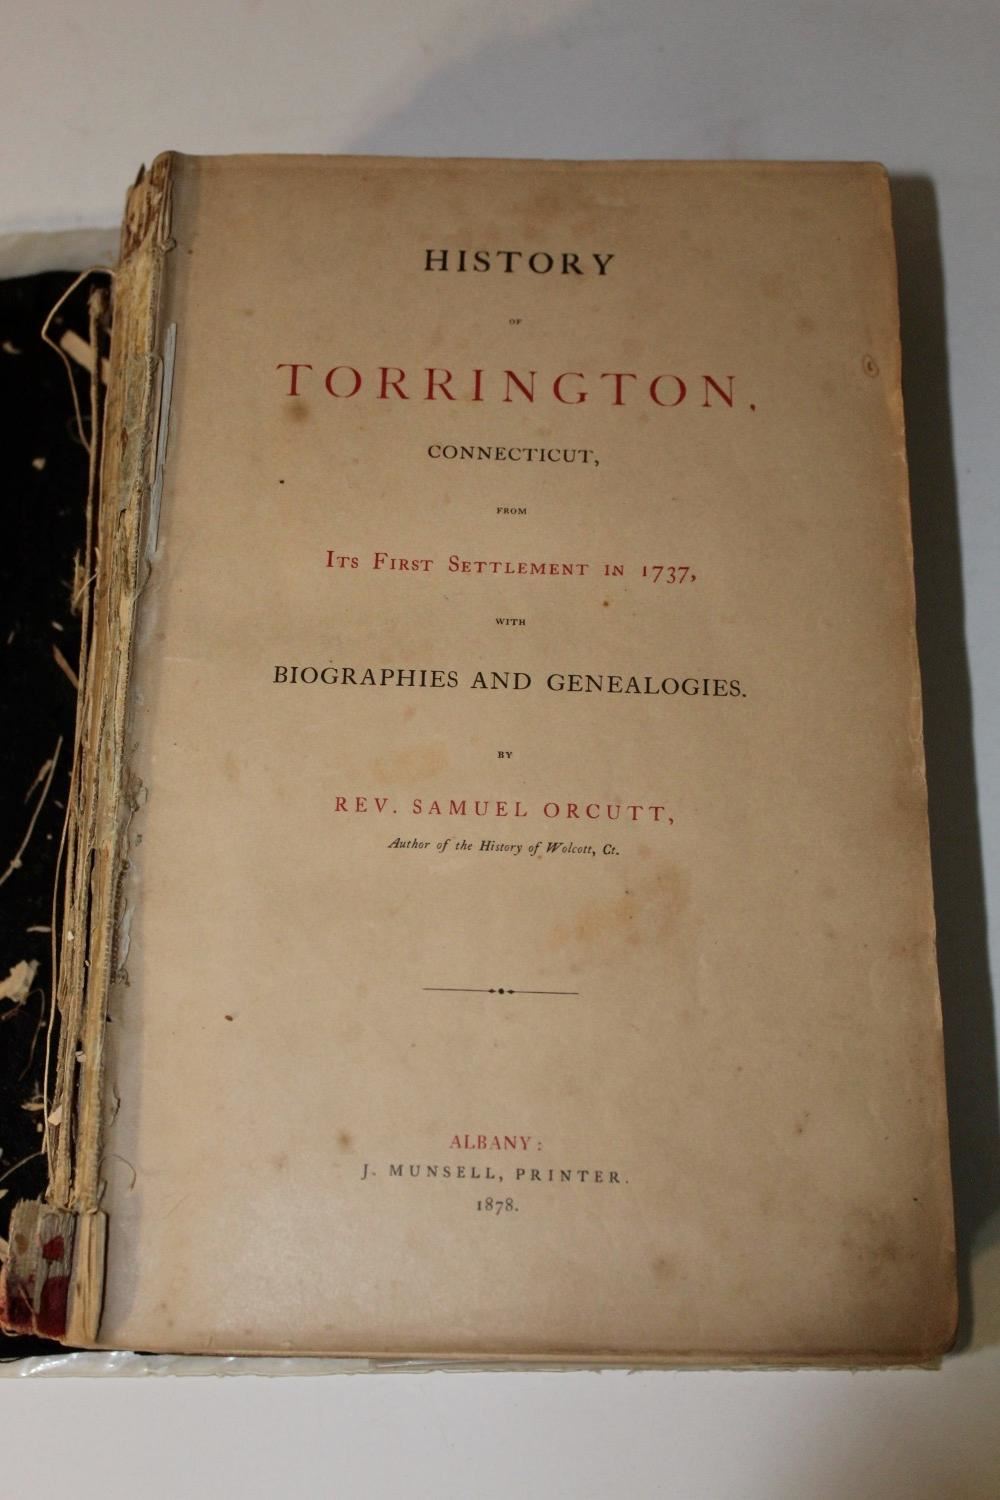 HISTORY
OF
TORRINGTON,
CONNECTICUT,
FROM
ITS FIRST SETTLEMENT IN 1737,
WITH
BIOGRAPHIES AND GENEALOGIES.
BY
REV. SAMUEL ORCUTT,
Author of the History of Wolcott, Ct.
ALBANY:
J. MUNSELL, PRINTER.
1878.